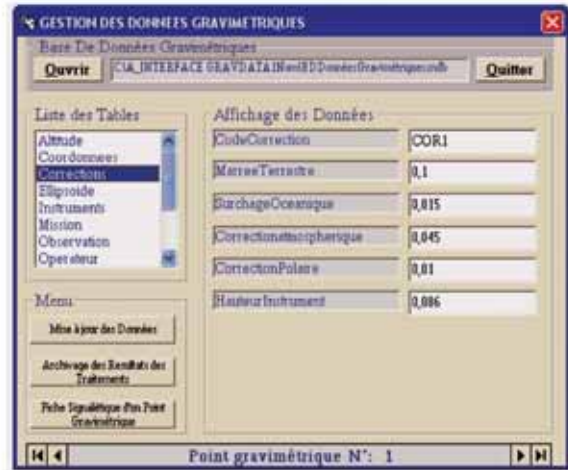 GESTION DES DONNEES GRAVIMETRIQUES
Base De Données Gravimétriques
Ouvrir
Quitter
Liste des Tables
Altitude
Coordonnees
Corrections
Ellipsoide
Instruments
Mission
Observation
Operateur
Affichage des Données
CodeCorrection COR1
MareeTerrestre 0,1
SurchageOceanique 0,015
Correctionatmospherique 0,045
CorrectionPolaire 0,01
HauteurInstrument 0,086
Menu
Mise à jour des Données
Archivage des Resultats des
Traitements
Fiche Signalétique d'un Point
Gravimétrique
Point gravimétrique N°: 1